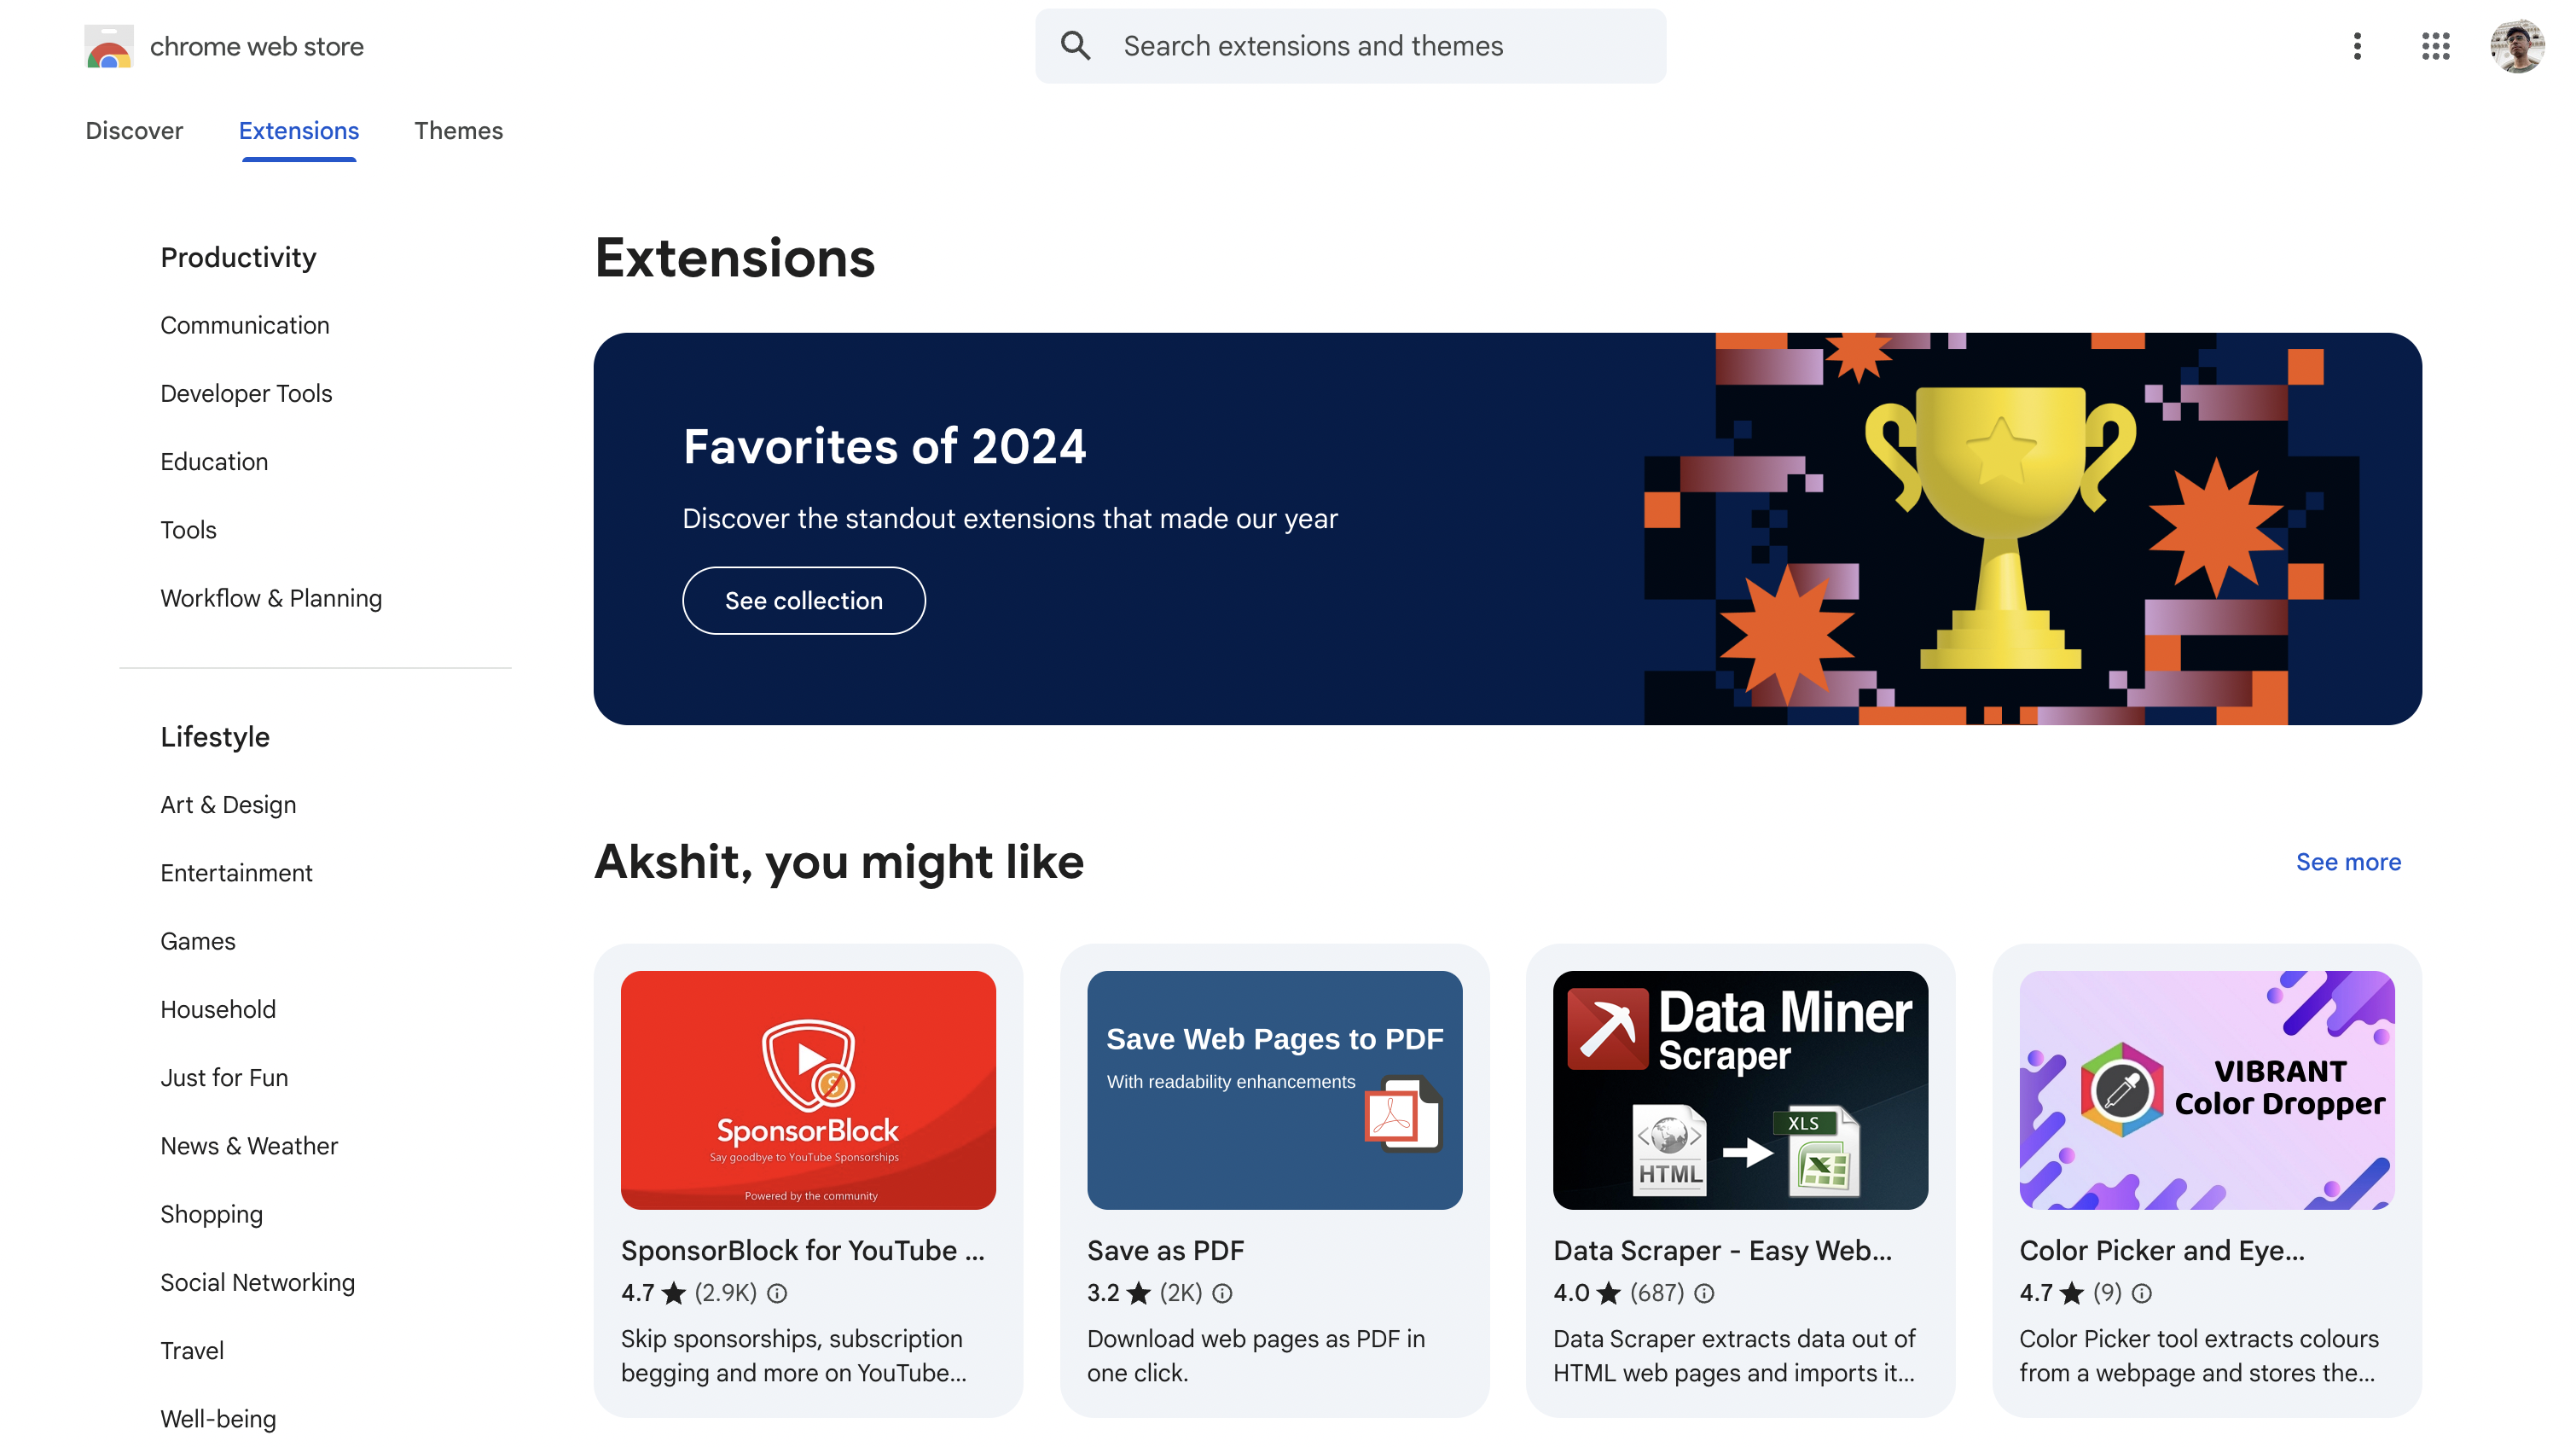 chrome web store
Search extensions and themes
Discover
Extensions
Themes
Productivity
Communication
Developer Tools
Education
Tools
Workflow & Planning
Lifestyle
Art & Design
Entertainment
Games
Household
Just for Fun
News & Weather
Shopping
Social Networking
Travel
Well-being
Extensions
Favorites of 2024
Discover the standout extensions that made our year
See collection
Akshit, you might like
See more
SponsorBlock
Say goodbye to YouTube Sponsorships
Powered by the community
SponsorBlock for YouTube ...
4.7 ★ (2.9K)
Skip sponsorships, subscription
begging and more on YouTube...
Save Web Pages to PDF
With readability enhancements
Save as PDF
3.2 ★ (2K)
Download web pages as PDF in
one click.
Data Miner
Scraper
HTML
XLS
Data Scraper - Easy Web...
4.0 ★ (687)
Data Scraper extracts data out of
HTML web pages and imports it...
VIBRANT
Color Dropper
Color Picker and Eye...
4.7 ★ (9)
Color Picker tool extracts colours
from a webpage and stores the...